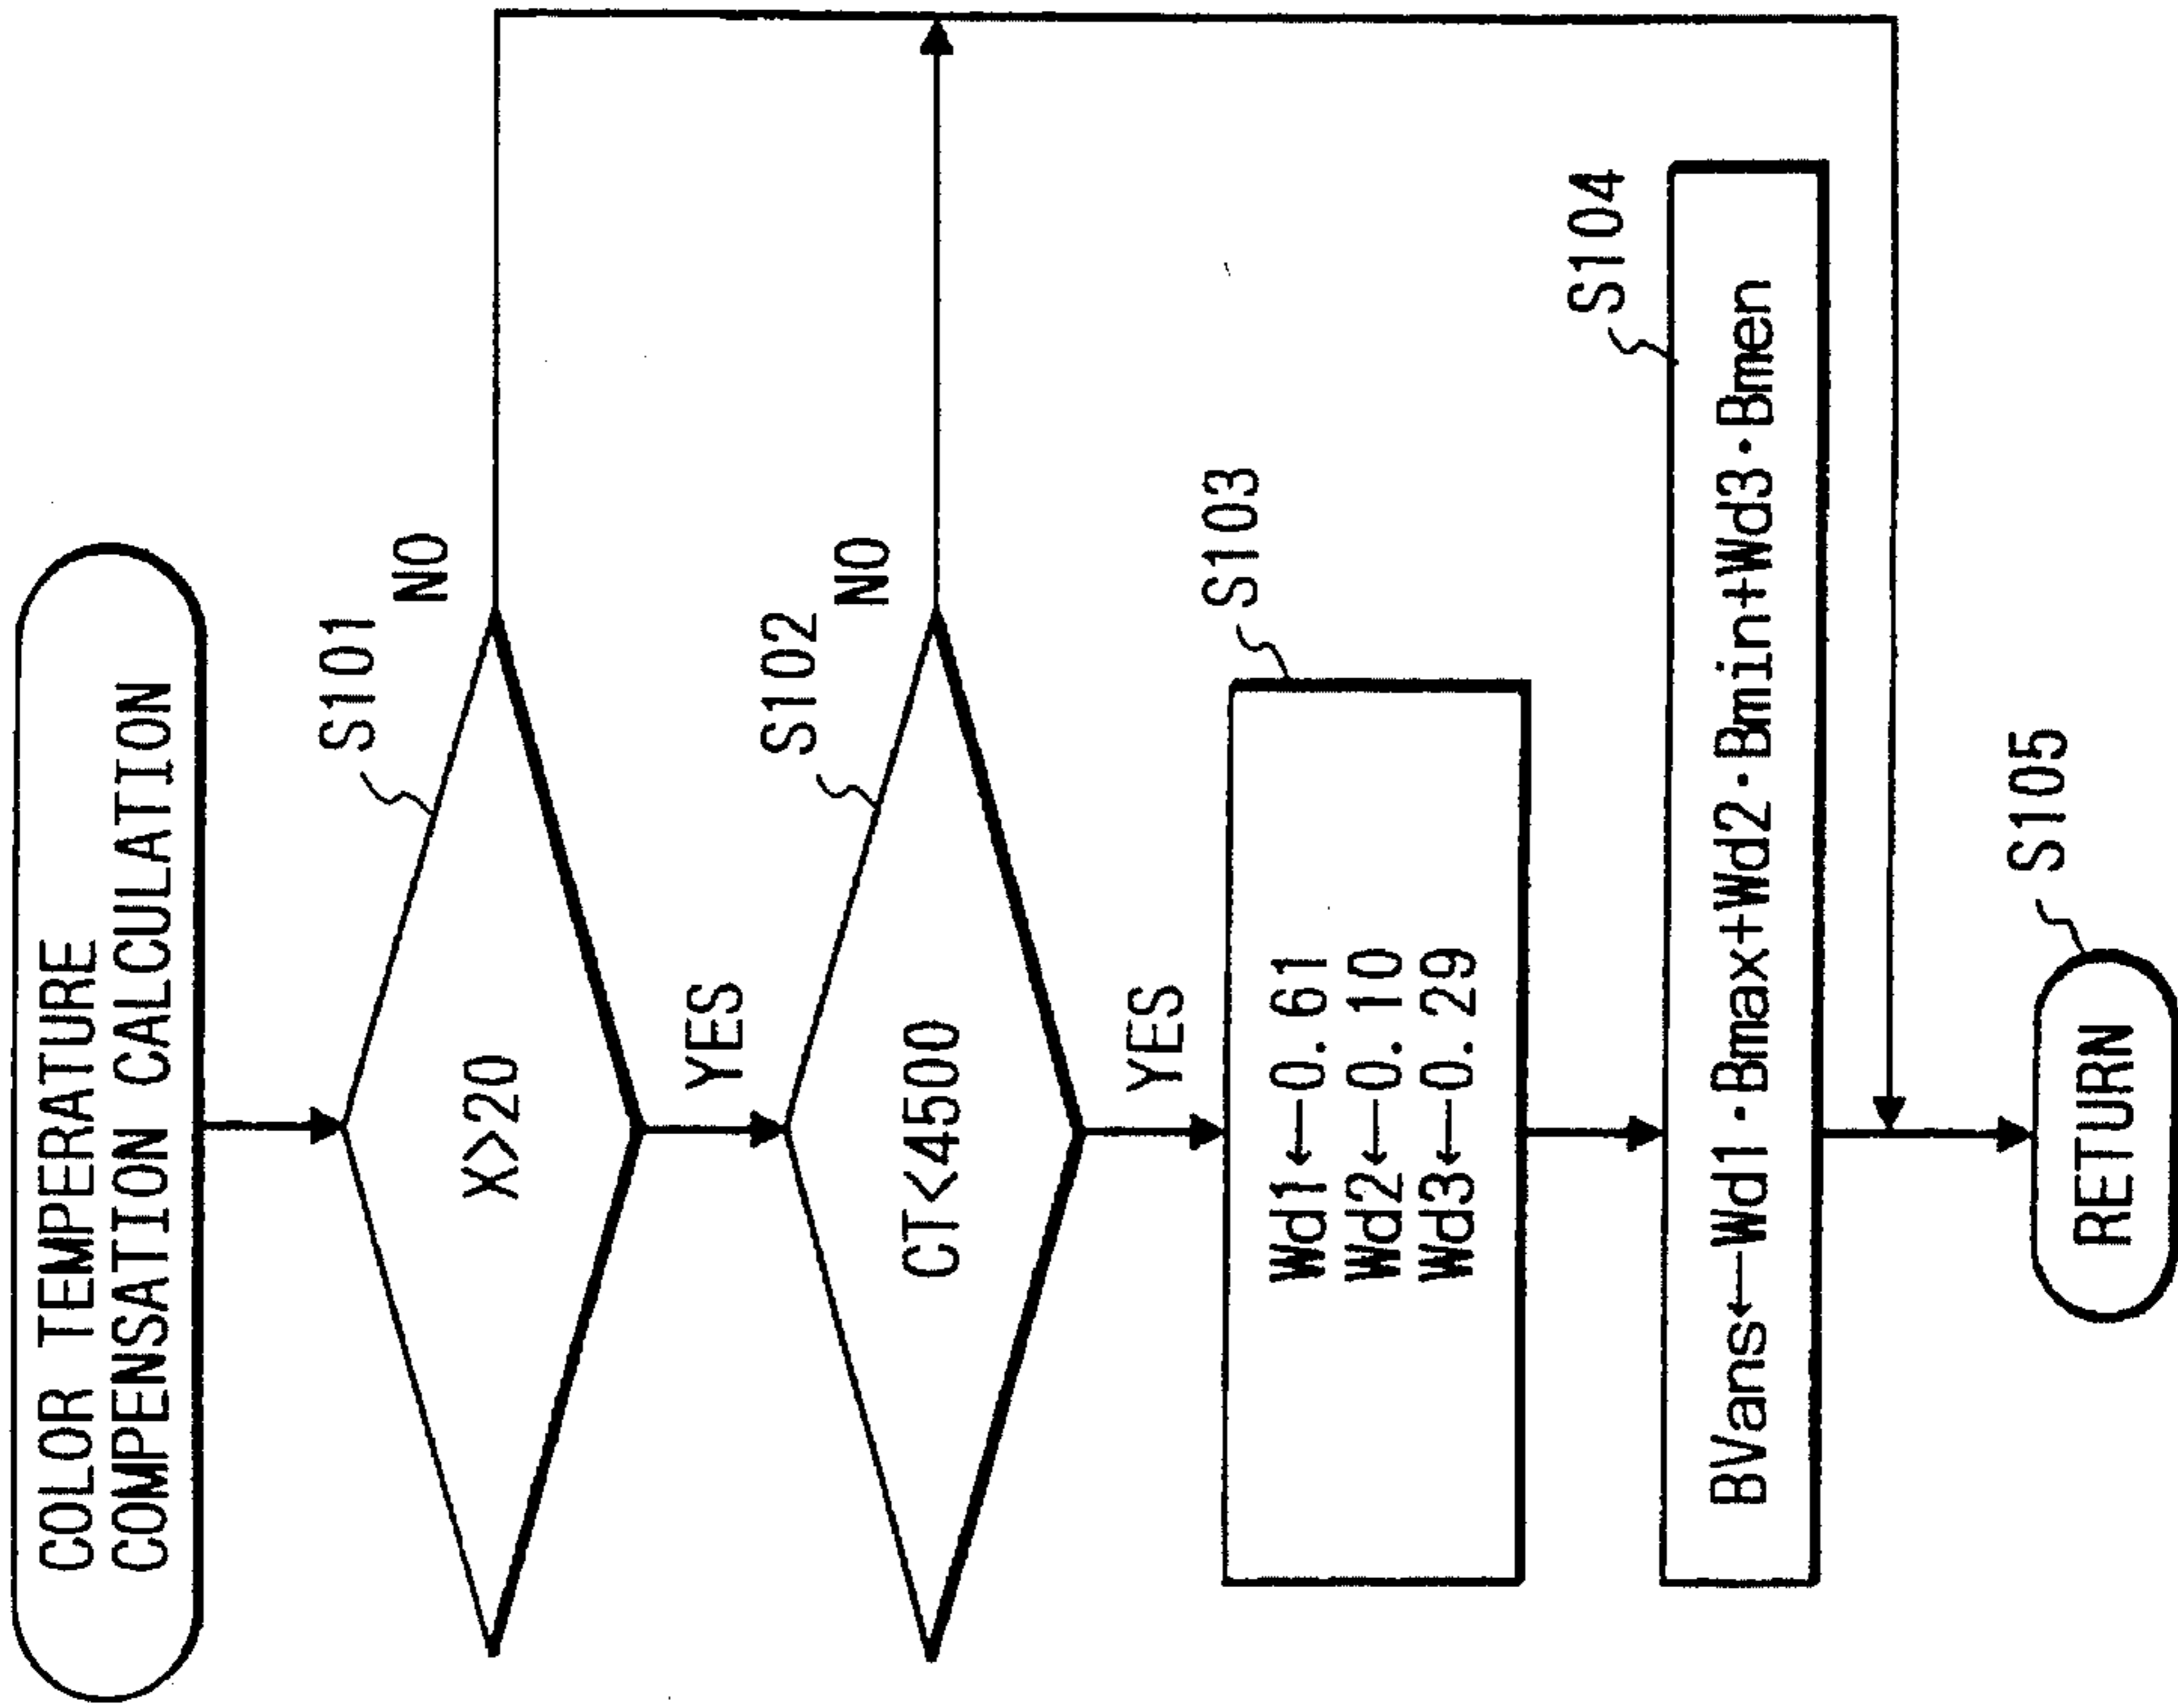 COLOR TEMPERATURE
COMPENSATION CALCULATION
S101
X>20
NO
YES
S102
CT<4500
NO
YES
S103
Wd1←0.61
Wd2←0.10
Wd3←0.29
S104
BVans←Wd1・Bmax+Wd2・Bmin+Wd3・Bmen
S105
RETURN